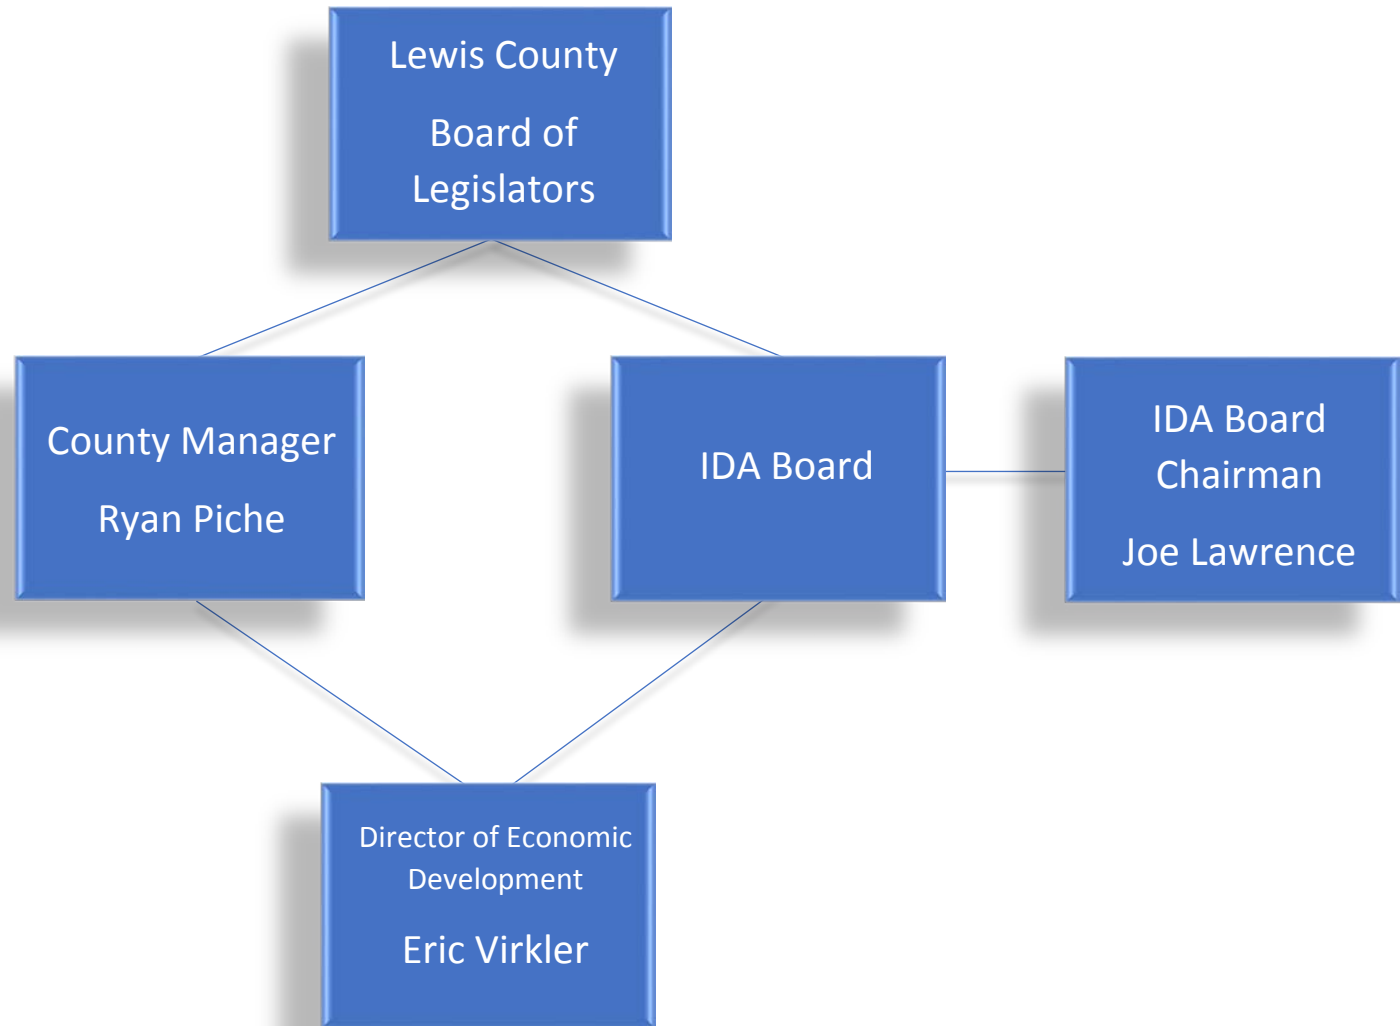 Lewis County
Board of
Legislators
County Manager
Ryan Piche
IDA Board
IDA Board
Chairman
Joe Lawrence
Director of Economic
Development
Eric Virkler